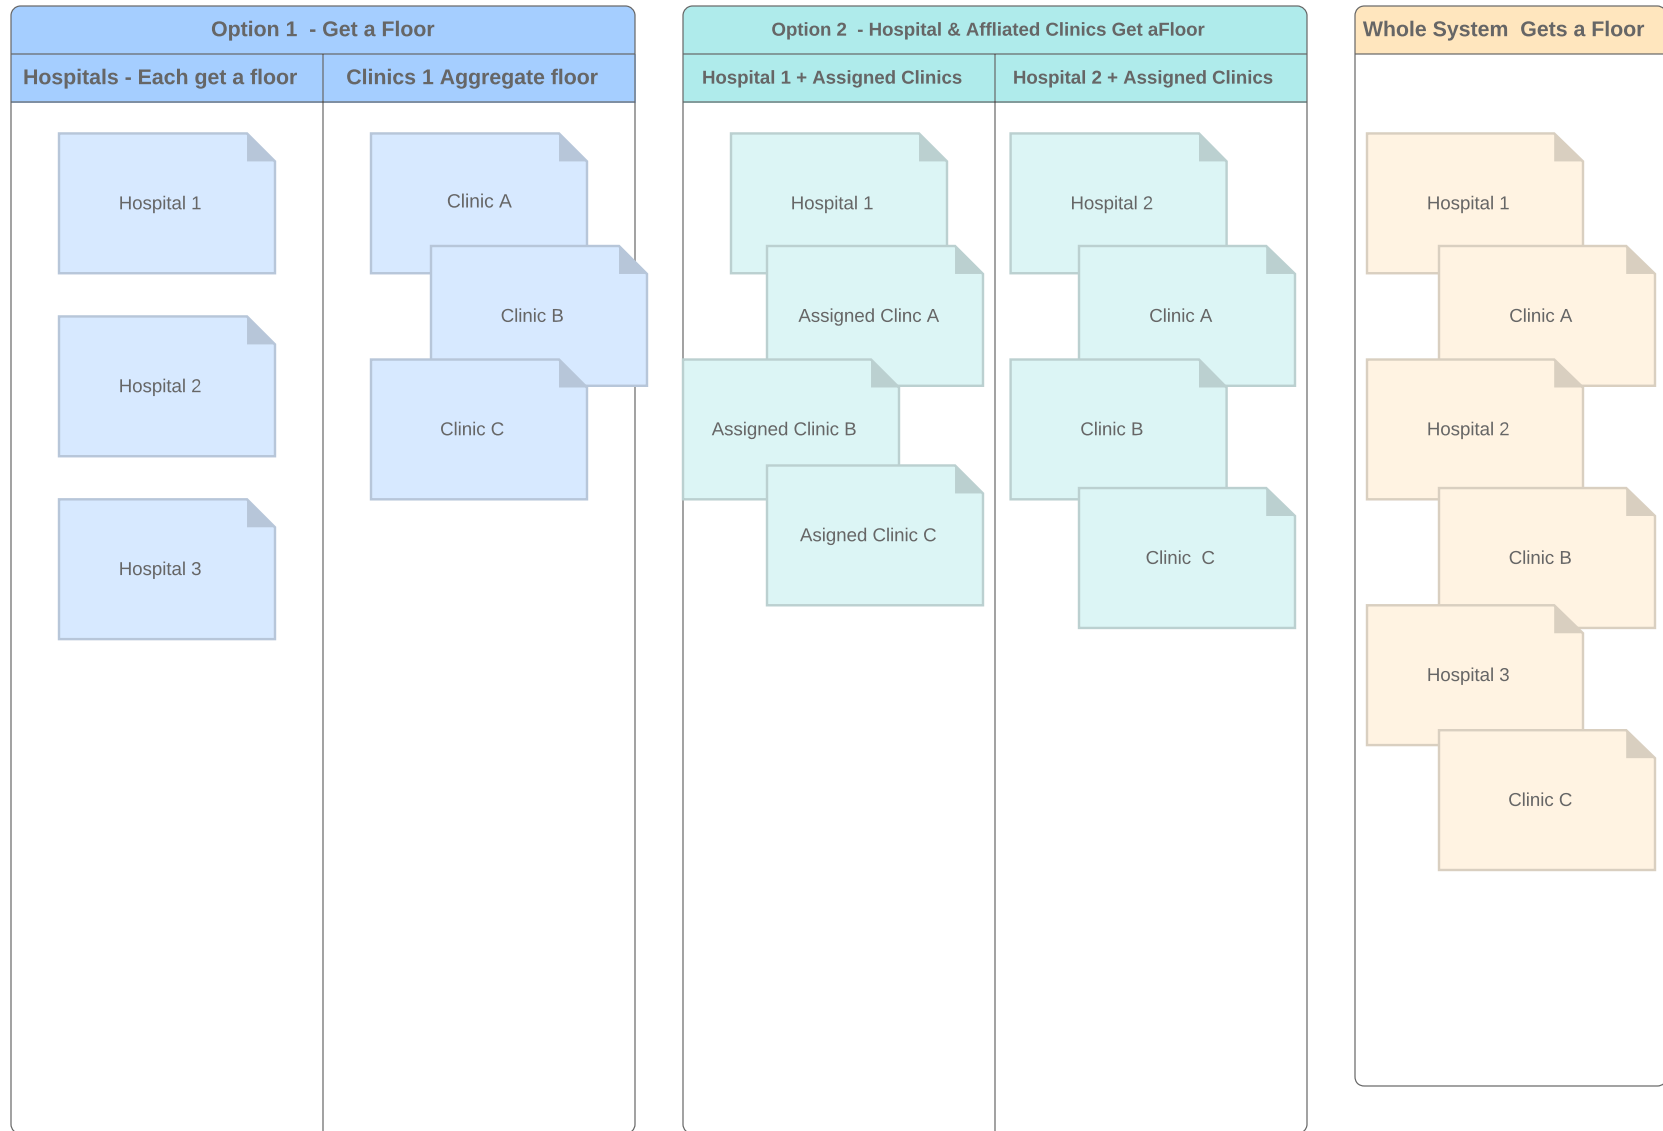 Option 1  - Get a Floor
Hospitals - Each get a floor
Clinics 1 Aggregate floor
Hospital 1
Hospital 2
Hospital 3
Clinic A
Clinic B
Clinic C
Option 2  - Hospital & Affliated Clinics Get aFloor
Hospital 1 + Assigned Clinics
Hospital 2 + Assigned Clinics
Hospital 1
Assigned Clinc A
Assigned Clinic B
Asigned Clinic C
Hospital 2
Clinic A
Clinic B
Clinic  C
Whole System  Gets a Floor
Hospital 1
Clinic A
Hospital 2
Clinic B
Hospital 3
Clinic C